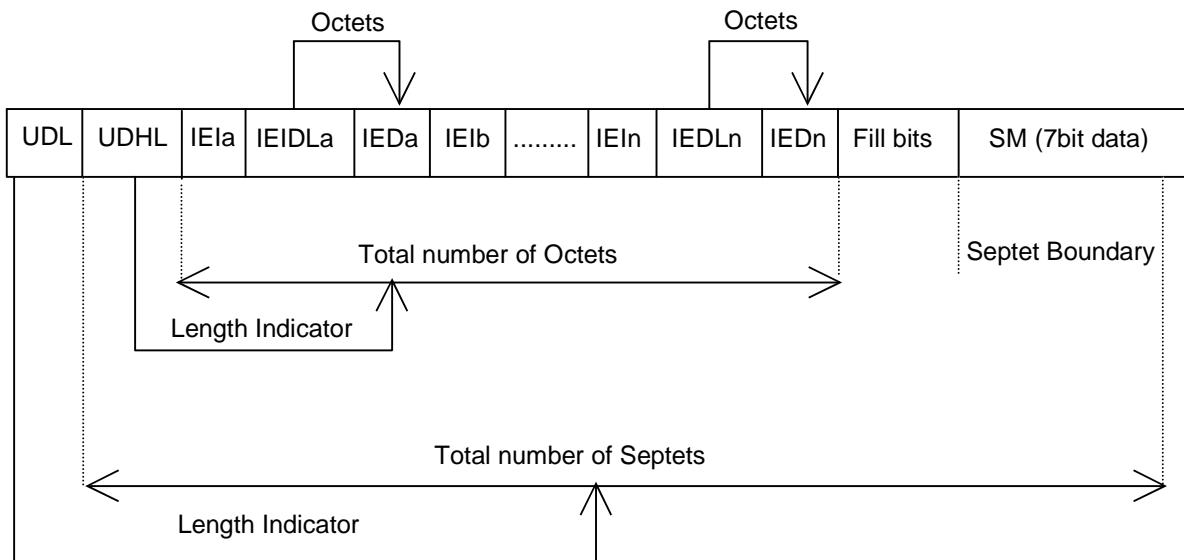 Octets Octets
UDL UDHL IEIa IEIDLa IEDa IEIb ......... IEIn IEDLn IEDn Fill bits SM (7bit data)
Total number of Octets
Septet Boundary
Length Indicator
Total number of Septets
Length Indicator